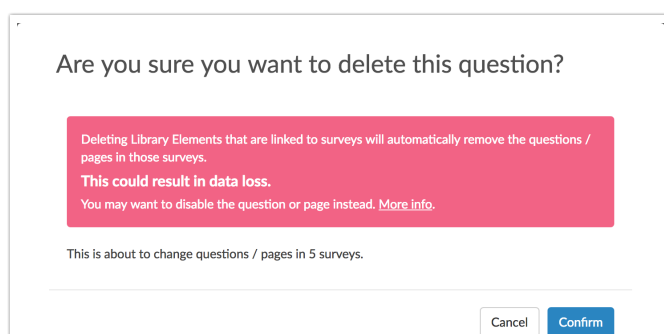 Are you sure you want to delete this question?
Deleting Library Elements that are linked to surveys will automatically remove the questions /
pages in those surveys.
This could result in data loss.
You may want to disable the question or page instead. More info.
This is about to change questions / pages in 5 surveys.
Cancel Confirm